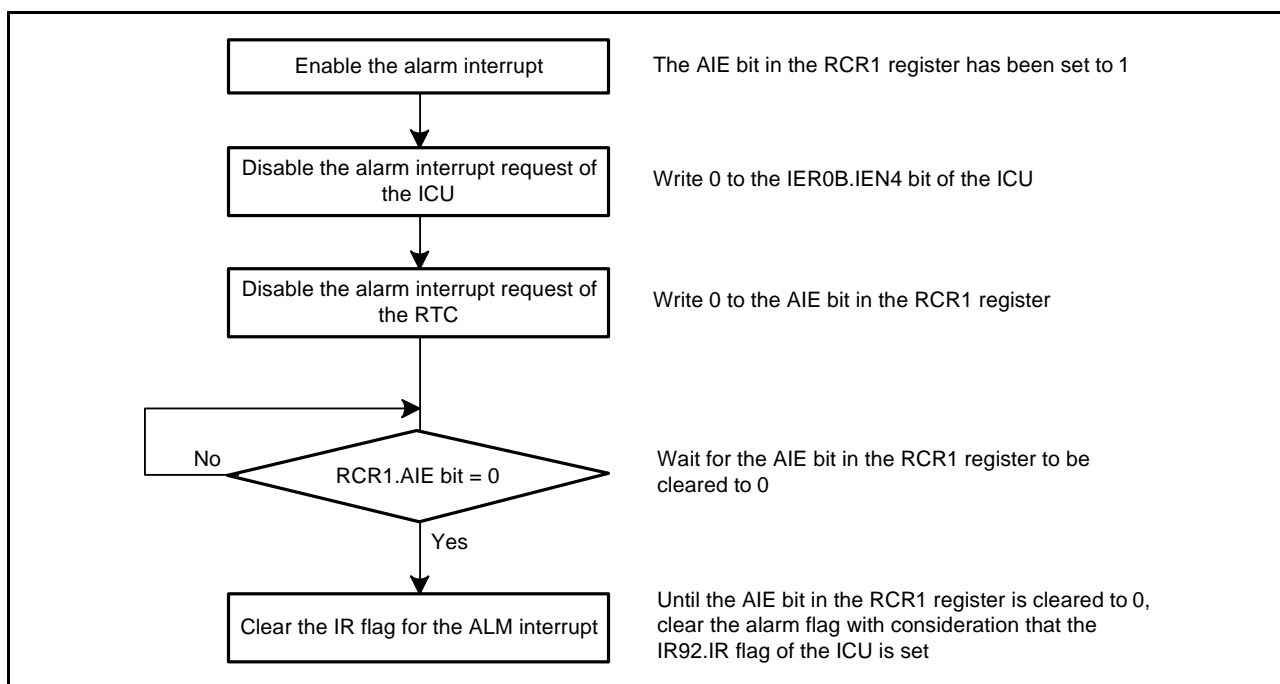 Enable the alarm interrupt
The AIE bit in the RCR1 register has been set to 1
Disable the alarm interrupt request of
the ICU
Write 0 to the IER0B.IEN4 bit of the ICU
Disable the alarm interrupt request of
the RTC
Write 0 to the AIE bit in the RCR1 register
No
RCR1.AIE bit = 0
Wait for the AIE bit in the RCR1 register to be
cleared to 0
Yes
Clear the IR flag for the ALM interrupt
Until the AIE bit in the RCR1 register is cleared to 0,
clear the alarm flag with consideration that the
IR92.IR flag of the ICU is set